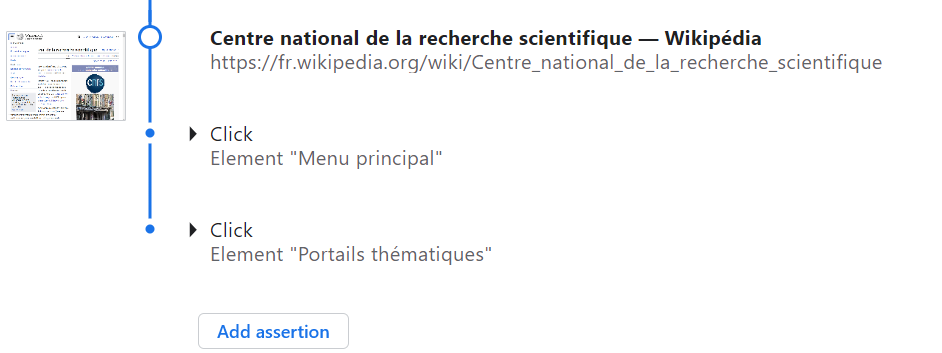 Centre national de la recherche scientifique — Wikipédia
https://fr.wikipedia.org/wiki/Centre_national_de_la_recherche_scientifique
Click
Element "Menu principal"
Click
Element "Portails thématiques"
Add assertion